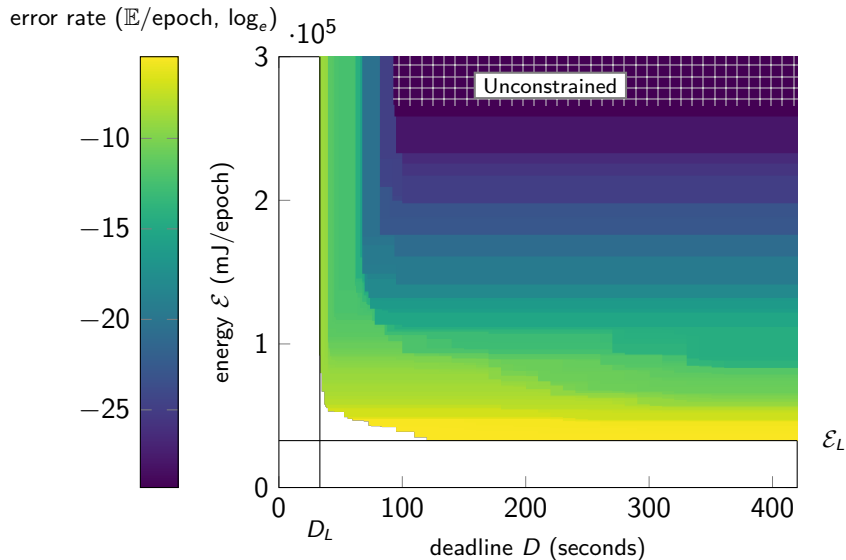 error rate (𝔼/epoch, logₑ)
·10⁵
3
Unconstrained
−10
2
−15
energy ℰ (mJ/epoch)
−20
1
−25
ℰ_L
0
0 100 200 300 400
D_L
deadline D (seconds)